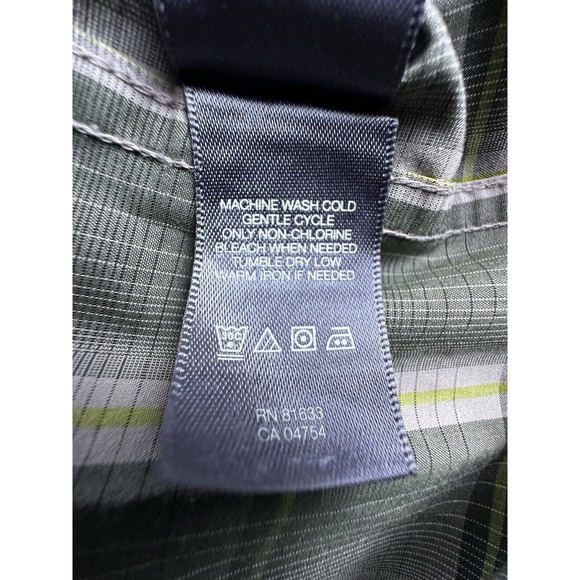 MACHINE WASH COLD
GENTLE CYCLE
ONLY NON-CHLORINE
BLEACH WHEN NEEDED
TUMBLE DRY LOW
WARM IRON IF NEEDED
30C
RN 81633
CA 04754